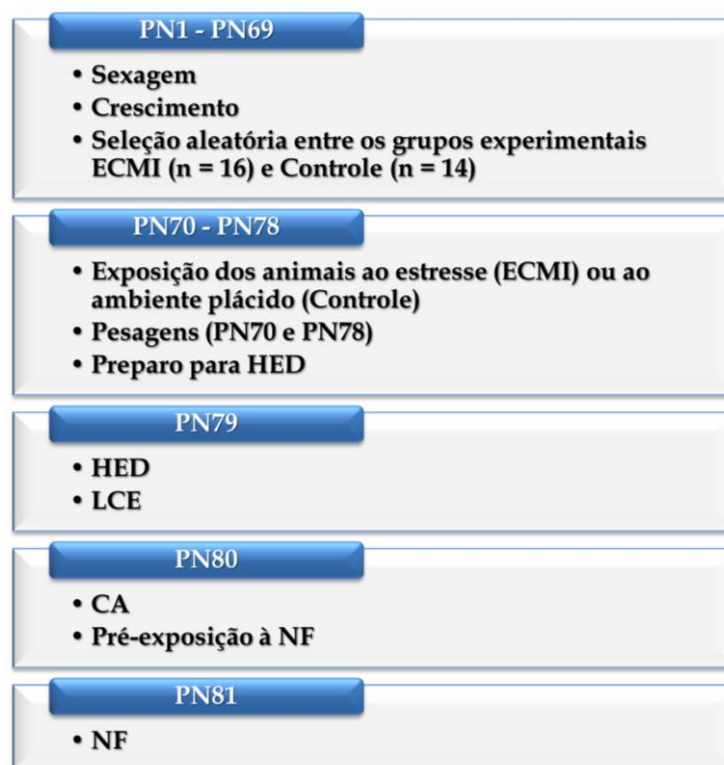 PN1 - PN69
• Sexagem
• Crescimento
• Seleção aleatória entre os grupos experimentais
ECMI (n = 16) e Controle (n = 14)
PN70 - PN78
• Exposição dos animais ao estresse (ECMI) ou ao
ambiente plácido (Controle)
• Pesagens (PN70 e PN78)
• Preparo para HED
PN79
• HED
• LCE
PN80
• CA
• Pré-exposição à NF
PN81
• NF